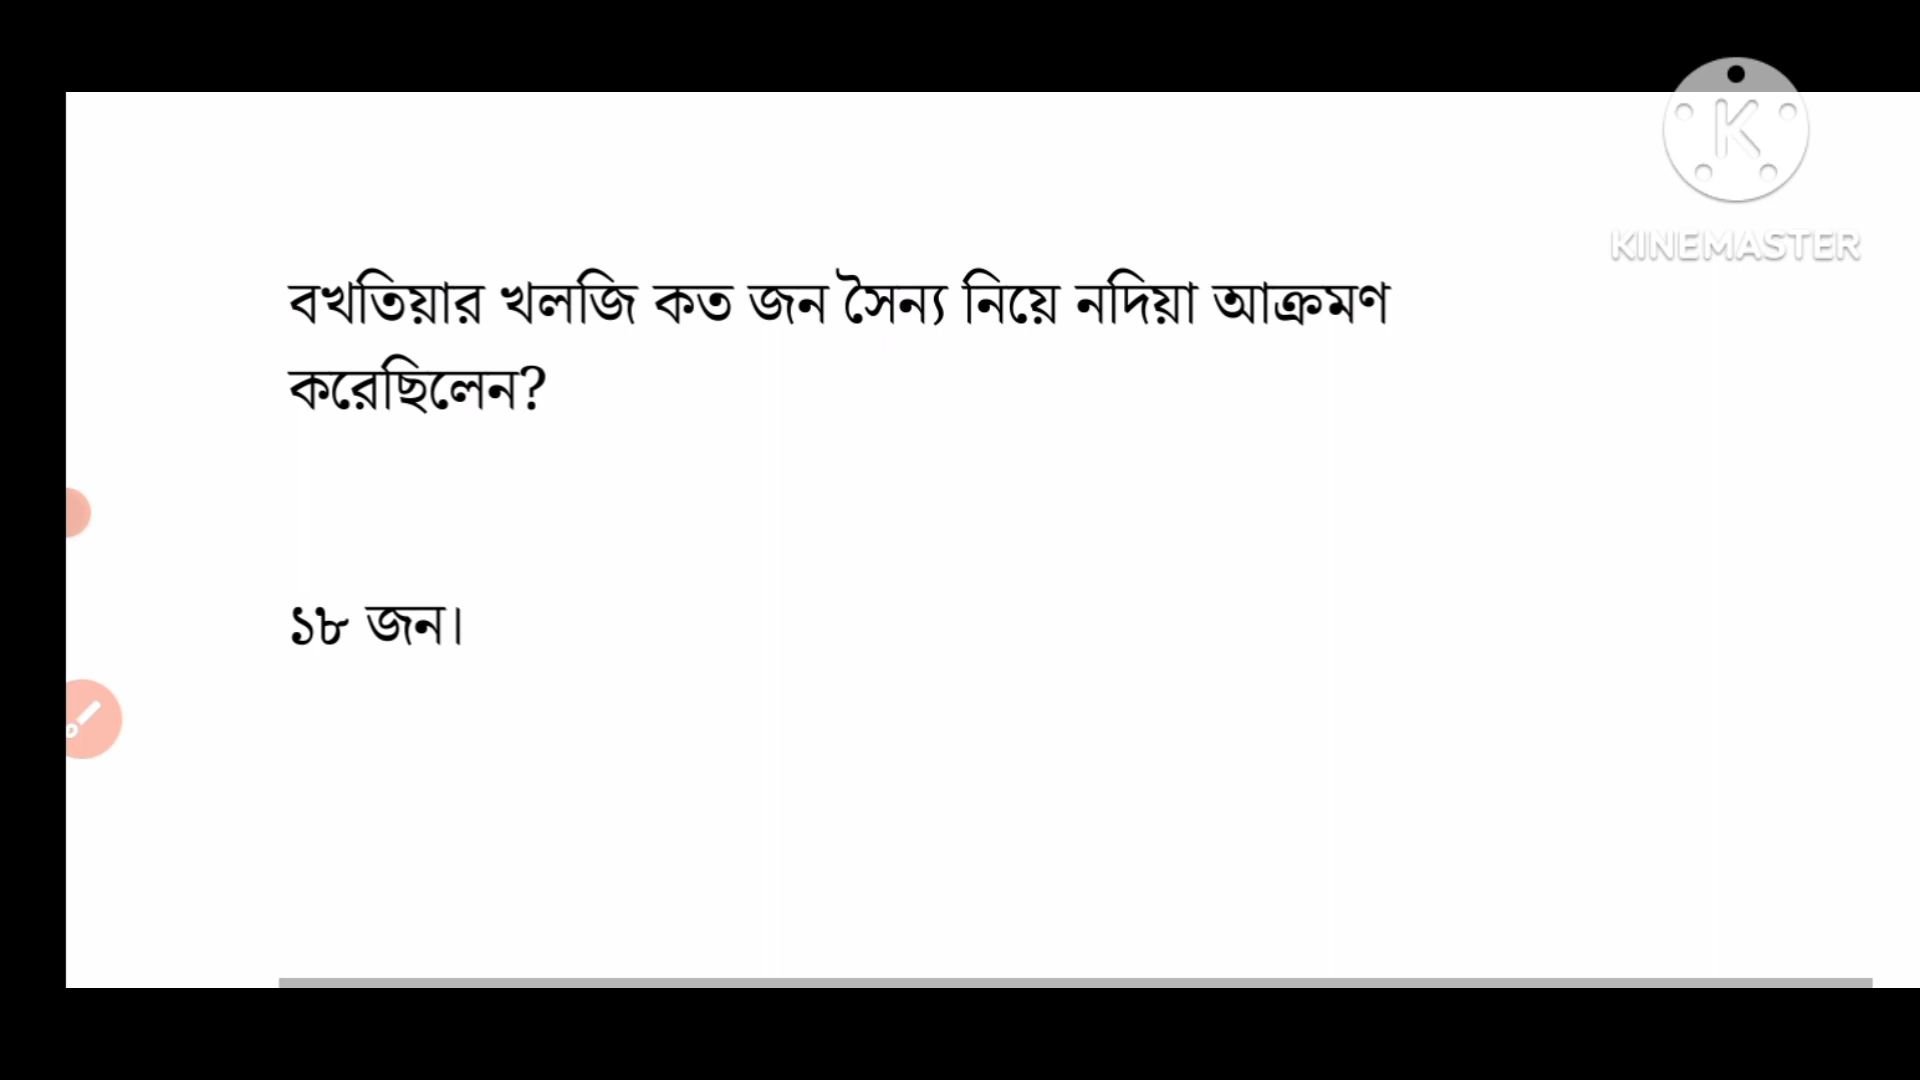 K
KINEMASTER
বখতিয়ার খলজি কত জন সৈন্য নিয়ে নদিয়া আক্রমণ
করেছিলেন?
১৮ জন।